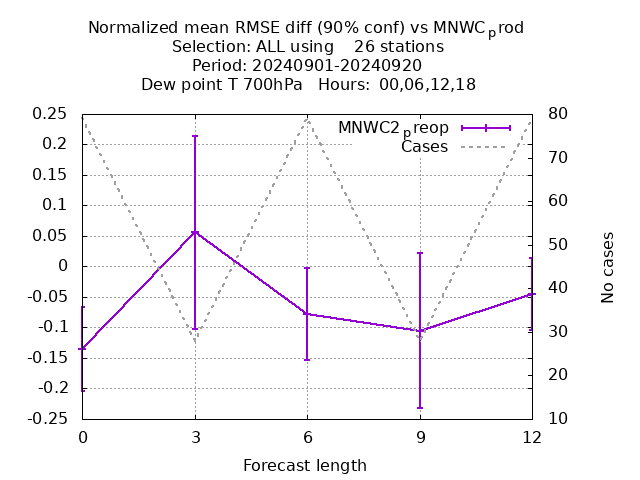 Normalized mean RMSE diff (90% conf) vs MNWCprod
Selection: ALL using 26 stations
Period: 20240901-20240920
Dew point T 700hPa Hours: 00,06,12,18
MNWC2preop
Cases
0.25
0.2
0.15
0.1
0.05
0
-0.05
-0.1
-0.15
-0.2
-0.25
80
70
60
50
40
30
20
10
No cases
0 3 6 9 12
Forecast length